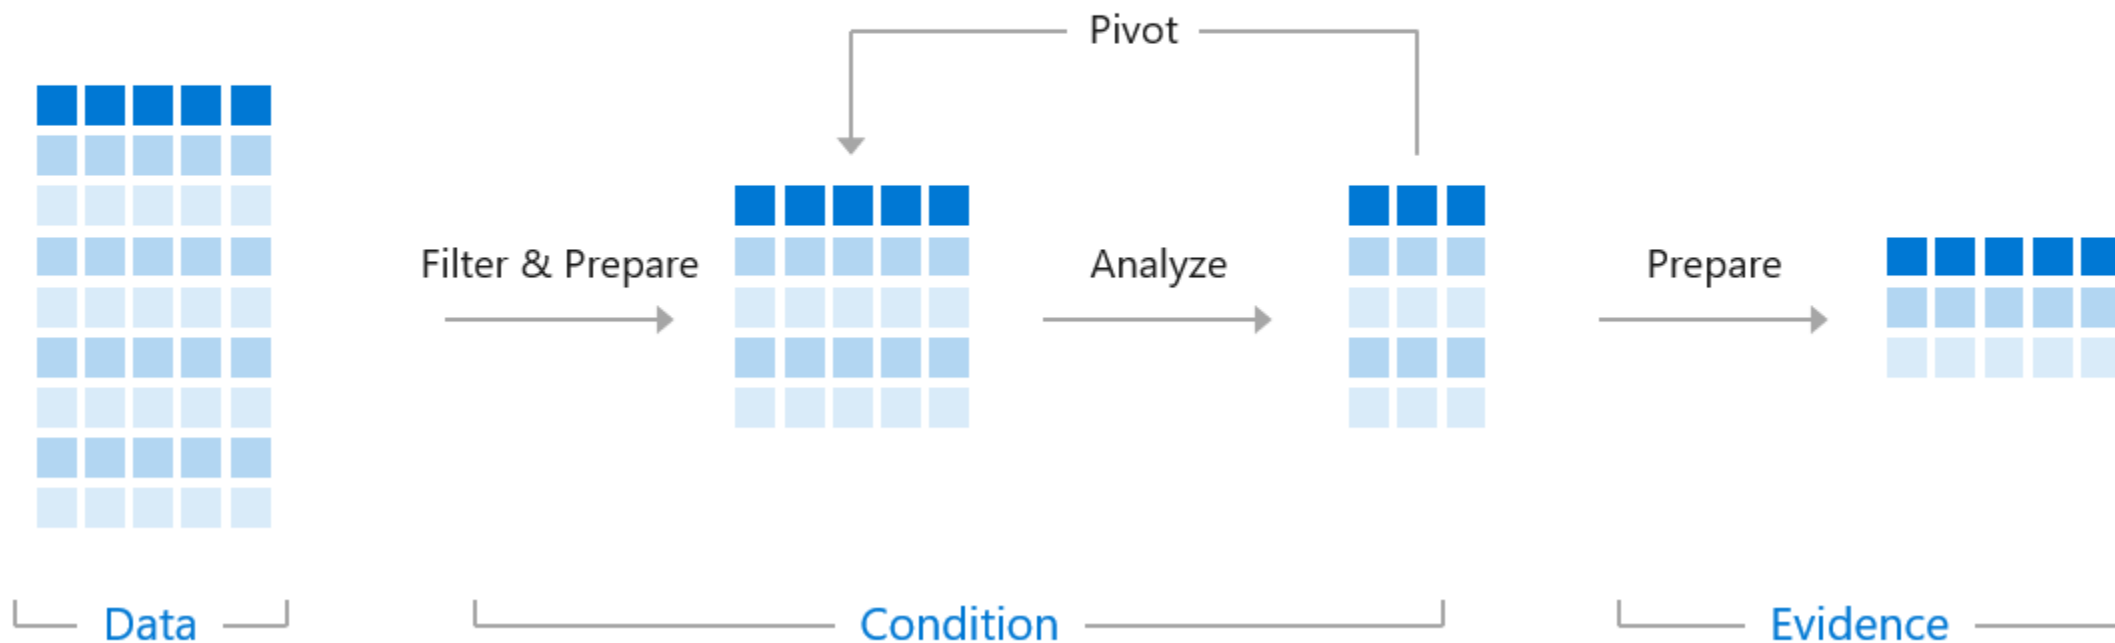 Pivot
Filter & Prepare
Analyze
Prepare
Data
Condition
Evidence